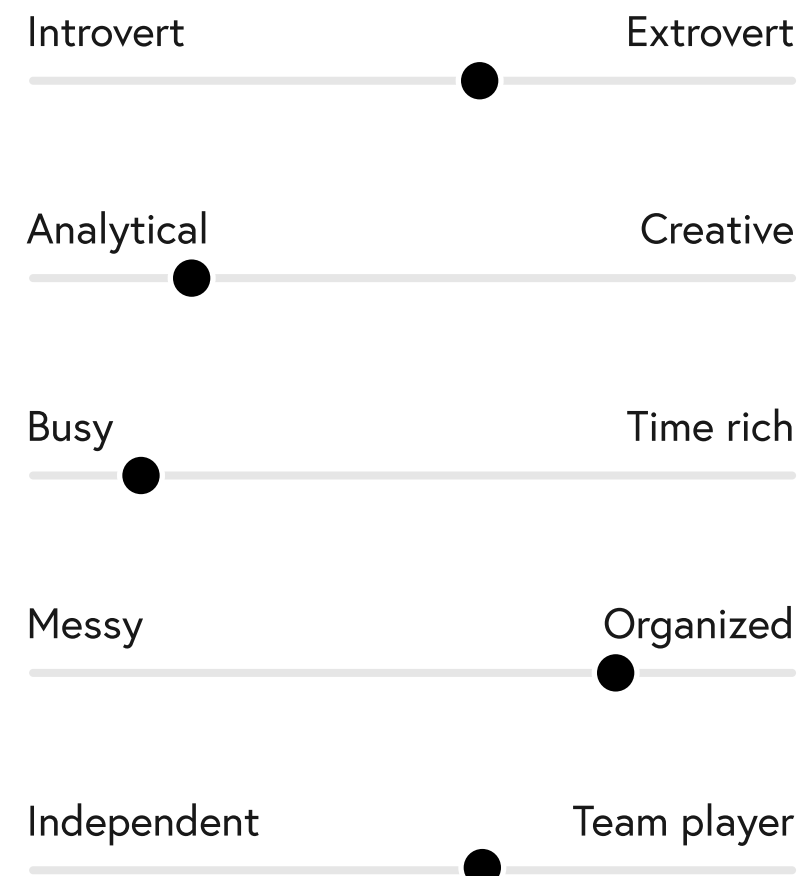 Introvert Extrovert
Analytical Creative
Busy Time rich
Messy Organized
Independent Team player